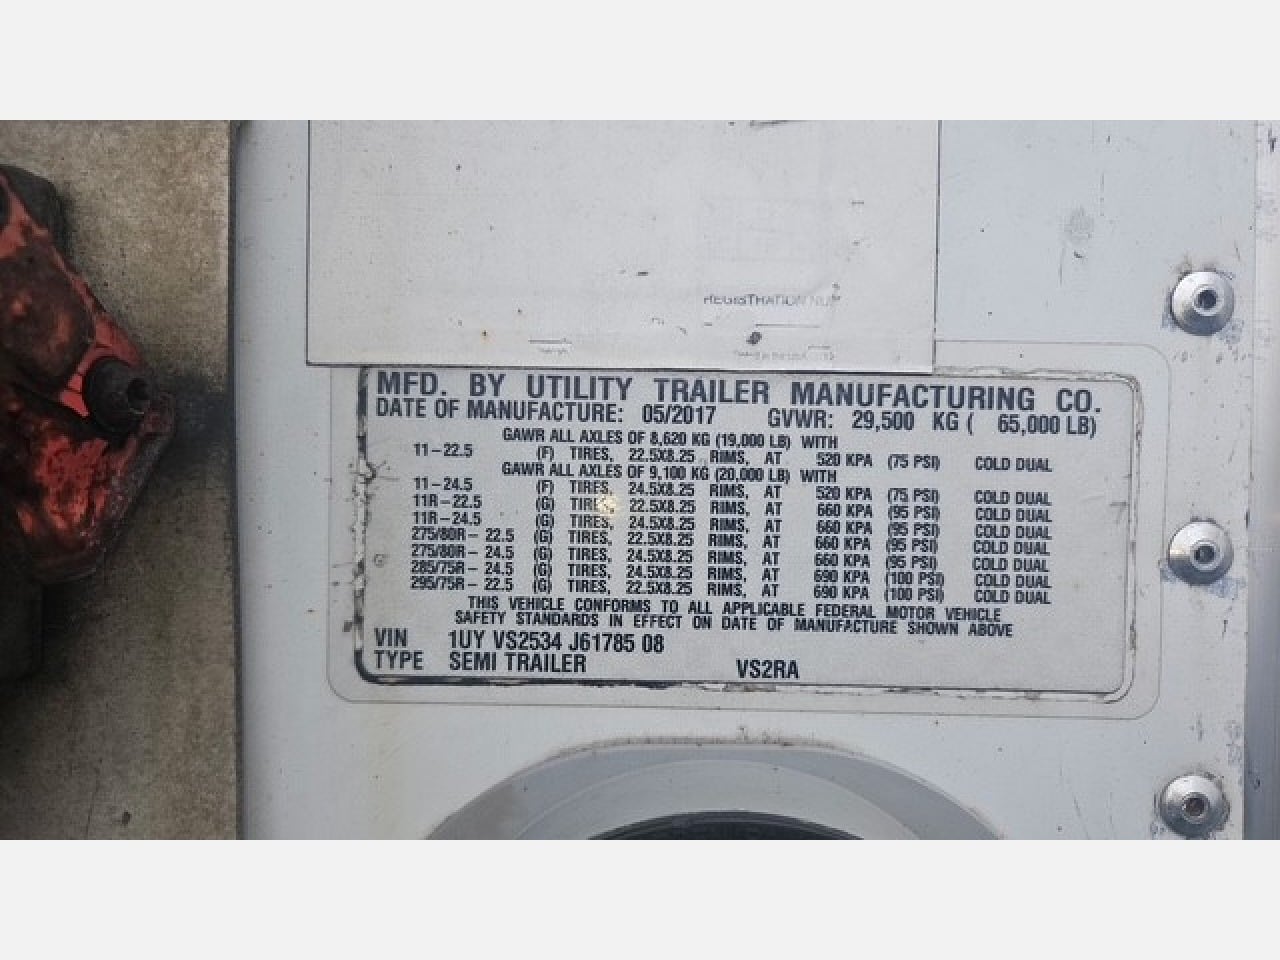 REGISTRATION NUM
MFD. BY UTILITY TRAILER MANUFACTURING CO.
DATE OF MANUFACTURE: 05/2017 GVWR: 29,500 KG ( 65,000 LB)
GAWR ALL AXLES OF 8,620 KG (19,000 LB) WITH
11-22.5 (F) TIRES, 22.5X8.25 RIMS, AT 520 KPA (75 PSI) COLD DUAL
GAWR ALL AXLES OF 9,100 KG (20,000 LB) WITH
11-24.5 (F) TIRES, 24.5X8.25 RIMS, AT 520 KPA (75 PSI) COLD DUAL
11R-22.5 (G) TIRES, 22.5X8.25 RIMS, AT 660 KPA (95 PSI) COLD DUAL
11R-24.5 (G) TIRES, 24.5X8.25 RIMS, AT 660 KPA (95 PSI) COLD DUAL
275/80R-22.5 (G) TIRES, 22.5X8.25 RIMS, AT 660 KPA (95 PSI) COLD DUAL
275/80R-24.5 (G) TIRES, 24.5X8.25 RIMS, AT 660 KPA (95 PSI) COLD DUAL
285/75R-24.5 (G) TIRES, 24.5X8.25 RIMS, AT 690 KPA (100 PSI) COLD DUAL
295/75R-22.5 (G) TIRES, 22.5X8.25 RIMS, AT 690 KPA (100 PSI) COLD DUAL
THIS VEHICLE CONFORMS TO ALL APPLICABLE FEDERAL MOTOR VEHICLE
SAFETY STANDARDS IN EFFECT ON DATE OF MANUFACTURE SHOWN ABOVE
VIN 1UY VS2534 J61785 08
TYPE SEMI TRAILER VS2RA